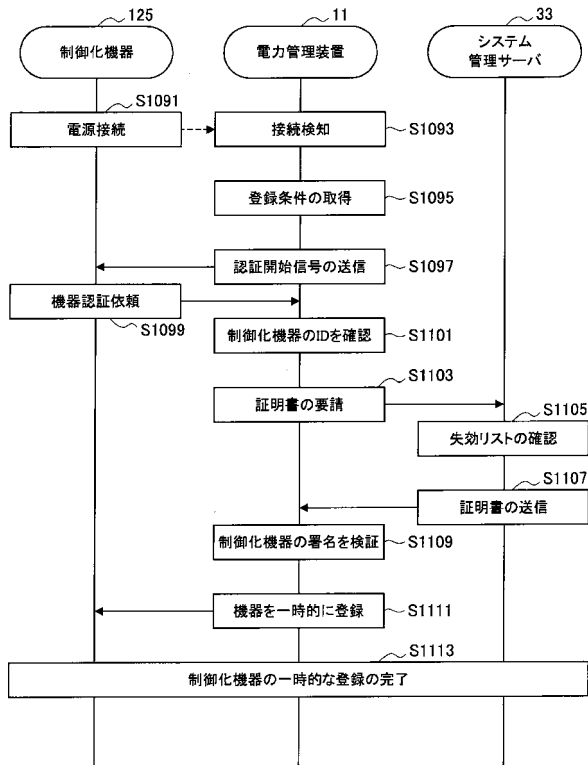 125
11
33
制御化機器
電力管理装置
システム
管理サーバ
S1091
電源接続
接続検知
S1093
登録条件の取得
S1095
認証開始信号の送信
S1097
機器認証依頼
S1099
制御化機器のIDを確認
S1101
S1103
証明書の要請
S1105
失効リストの確認
S1107
証明書の送信
制御化機器の署名を検証
S1109
機器を一時的に登録
S1111
S1113
制御化機器の一時的な登録の完了